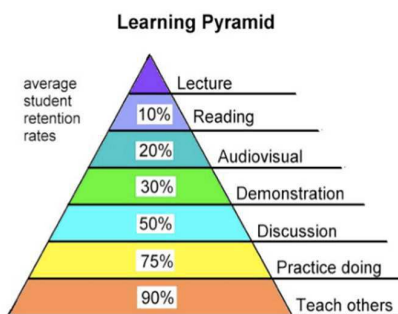 Learning Pyramid
average
student
retention
rates
Lecture
10%
Reading
20%
Audiovisual
30%
Demonstration
50%
Discussion
75%
Practice doing
90%
Teach others